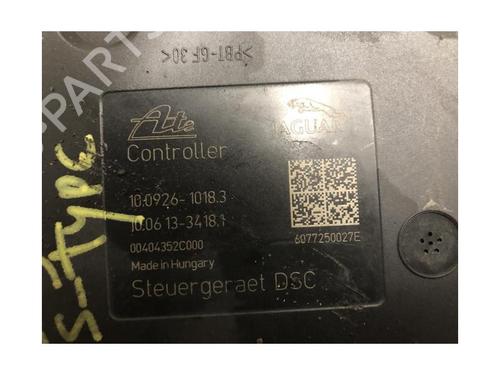 >PBT-GF30<
Ate
JAGUAR
Controller
10.0926-1018.3
10.0613-3418.1
00404352C000
6077250027E
Made in Hungary
Steuergeraet DSC
S-Type